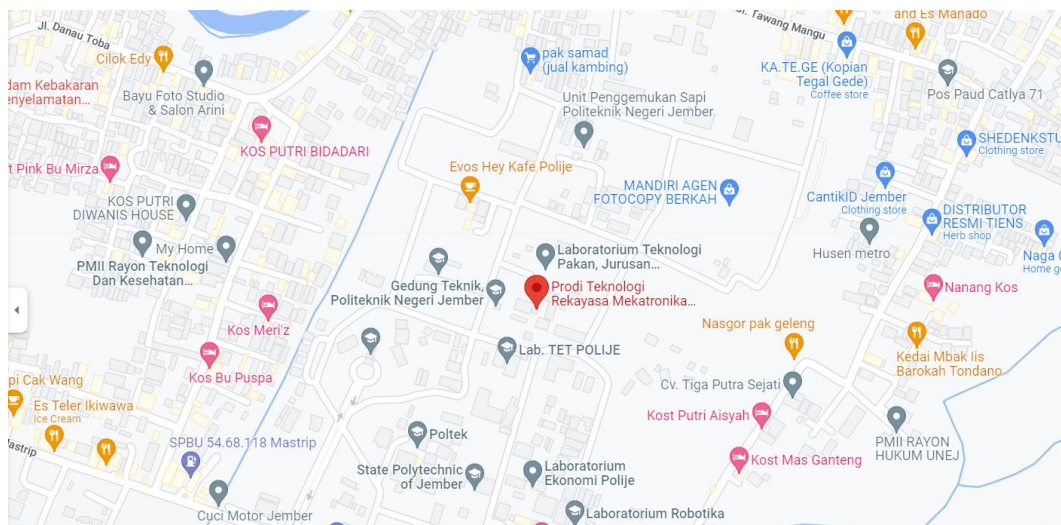 Jl. Danau Toba
Cilok Edy
Bayu Foto Studio
& Salon Arini
dam Kebakaran
enyelamatan...
KOS PUTRI BIDADARI
t Pink Bu Mirza
KOS PUTRI
DIWANIS HOUSE
My Home
PMII Rayon Teknologi
Dan Kesehatan...
Kos Meri'z
Kos Bu Puspa
pi Cak Wang
Es Teler Ikiwawa
Ice Cream
Mastrip
SPBU 54.68.118 Mastrip
Cuci Motor Jember
pak samad
(jual kambing)
Unit Penggemukan Sapi
Politeknik Negeri Jember
Evos Hey Kafe Polije
MANDIRI AGEN
FOTOCOPY BERKAH
Laboratorium Teknologi
Pakan, Jurusan...
Gedung Teknik,
Politeknik Negeri Jember
Prodi Teknologi
Rekayasa Mekatronika...
Lab. TET POLIJE
Poltek
State Polytechnic
of Jember
Laboratorium
Ekonomi Polije
Laboratorium Robotika
Tawang Mangu
and Es Manado
KA.TE.GE (Kopian
Tegal Gede)
Coffee store
Pos Paud Catlya 71
SHEDENKSTU
Clothing store
CantikID Jember
Clothing store
DISTRIBUTOR
RESMI TIENS
Herb shop
Husen metro
Naga
Home g
Nanang Kos
Nasgor pak geleng
Kedai Mbak Iis
Barokah Tondano
Cv. Tiga Putra Sejati
Kost Putri Aisyah
Kost Mas Ganteng
PMII RAYON
HUKUM UNEJ